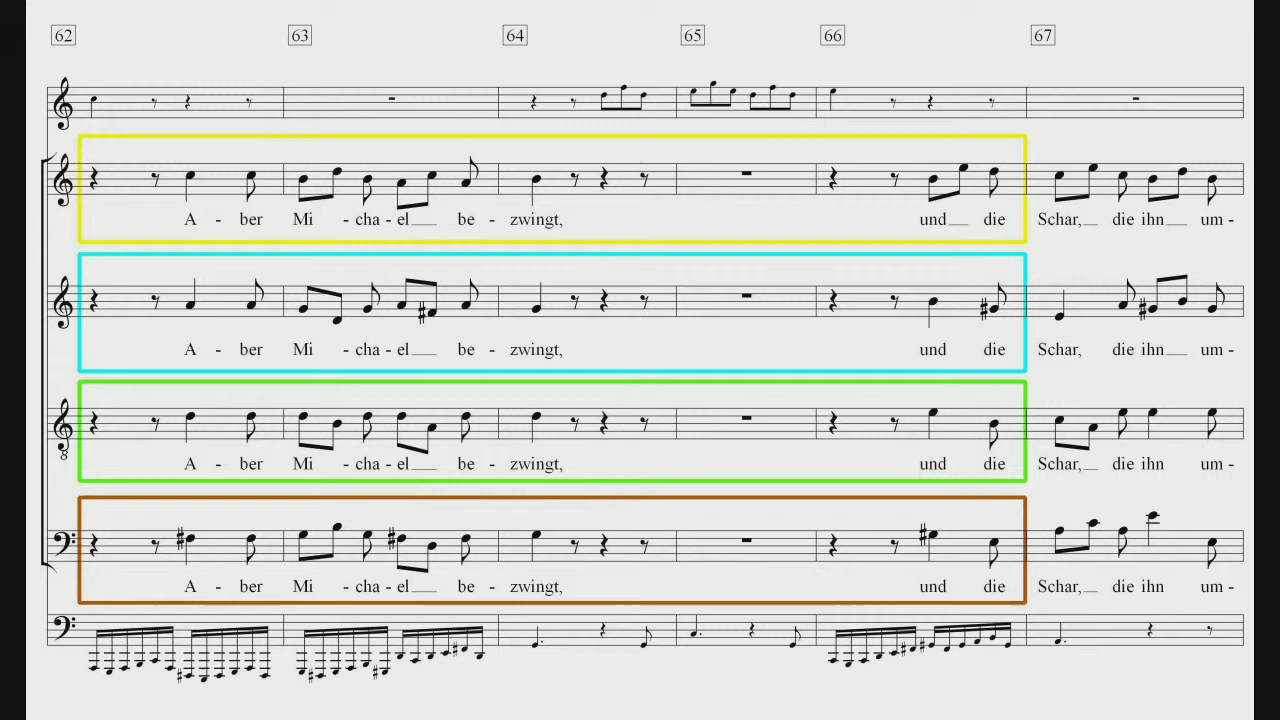 62 63 64 65 66 67
A - ber Mi - cha - el be - zwingt, und die Schar, die ihn um -
A - ber Mi - cha - el be - zwingt, und die Schar, die ihn um -
8
A - ber Mi - cha - el be - zwingt, und die Schar, die ihn um -
A - ber Mi - cha - el be - zwingt, und die Schar, die ihn um -